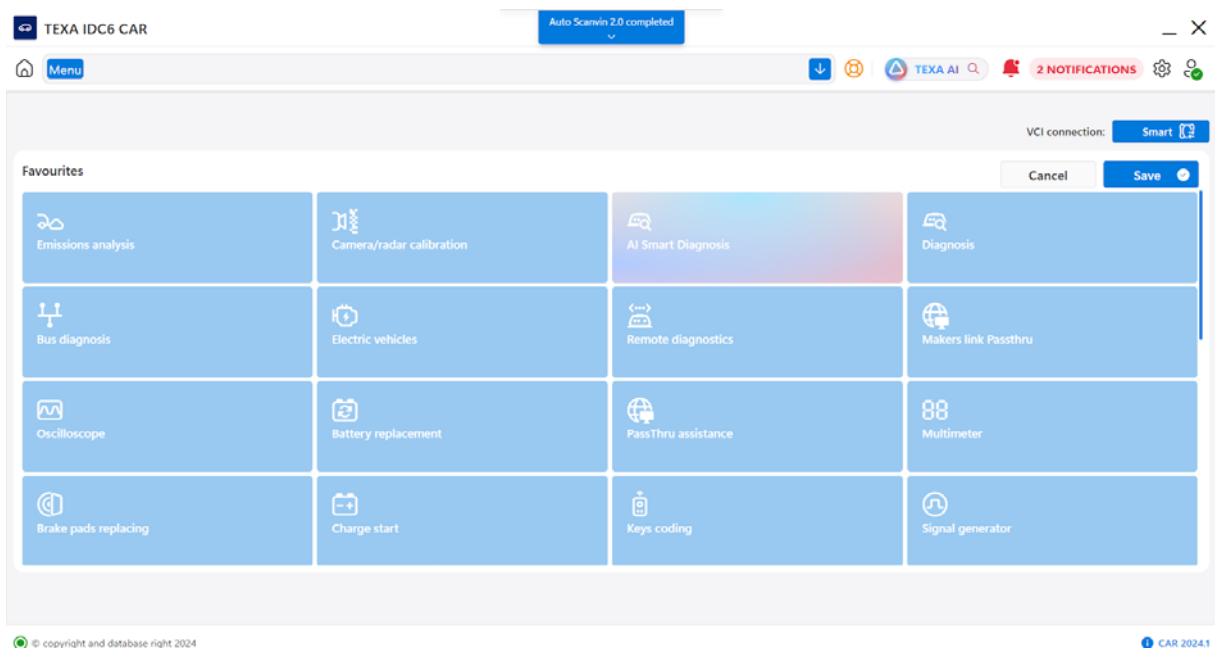 TEXA IDC6 CAR
Auto Scanvin 2.0 completed
Menu
TEXA AI
2 NOTIFICATIONS
VCI connection:
Smart
Favourites
Cancel
Save
Emissions analysis
Camera/radar calibration
AI Smart Diagnosis
Diagnosis
Bus diagnosis
Electric vehicles
Remote diagnostics
Makers link Passthru
Oscilloscope
Battery replacement
PassThru assistance
88
Multimeter
Brake pads replacing
Charge start
Keys coding
Signal generator
© copyright and database right 2024
CAR 2024.1